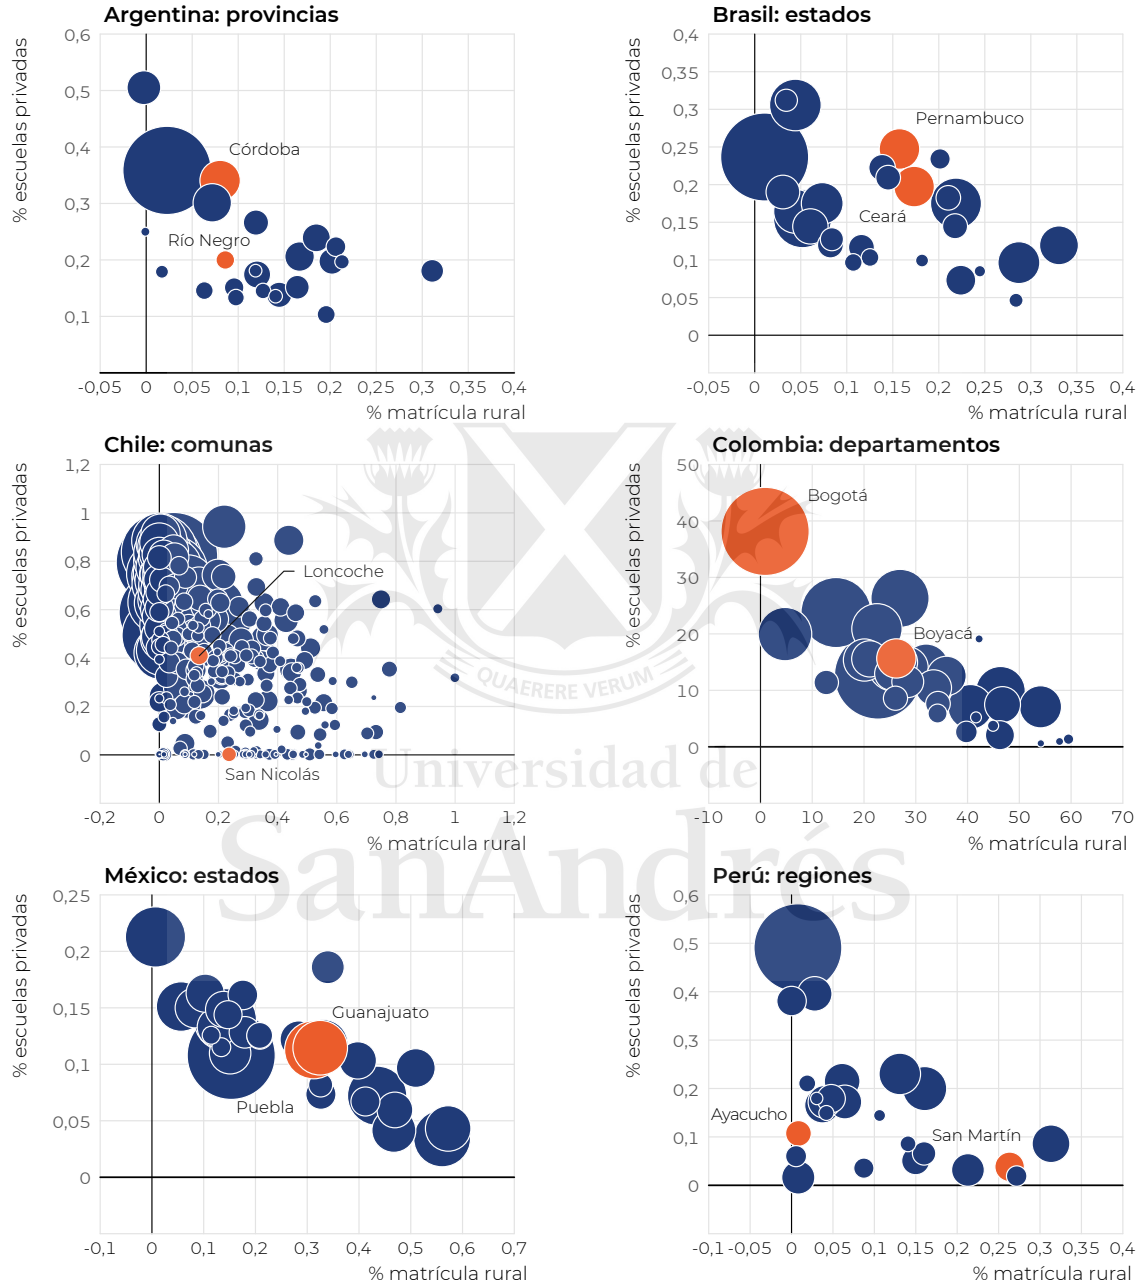 Argentina: provincias
% escuelas privadas
0,6
0,5
0,4
0,3
0,2
0,1
Córdoba
Río Negro
-0,05 0 0,05 0,1 0,15 0,2 0,25 0,3 0,35 0,4
% matrícula rural
Brasil: estados
% escuelas privadas
0,4
0,35
0,3
0,25
0,2
0,15
0,1
0,05
0
Pernambuco
Ceará
-0,05 0 0,05 0,1 0,15 0,2 0,25 0,3 0,35 0,4
% matrícula rural
Chile: comunas
% escuelas privadas
1,2
1
0,8
0,6
0,4
0,2
0
Loncoche
San Nicolás
-0,2 0 0,2 0,4 0,6 0,8 1 1,2
% matrícula rural
Colombia: departamentos
% escuelas privadas
50
40
30
20
10
0
Bogotá
Boyacá
-10 0 10 20 30 40 50 60 70
% matrícula rural
QUAERERE VERUM
Universidad de
SanAndrés
México: estados
% escuelas privadas
0,25
0,2
0,15
0,1
0,05
0
Guanajuato
Puebla
-0,1 0 0,1 0,2 0,3 0,4 0,5 0,6 0,7
% matrícula rural
Perú: regiones
% escuelas privadas
0,6
0,5
0,4
0,3
0,2
0,1
0
Ayacucho
San Martín
-0,1 -0,05 0 0,05 0,1 0,15 0,2 0,25 0,3 0,35 0,4
% matrícula rural